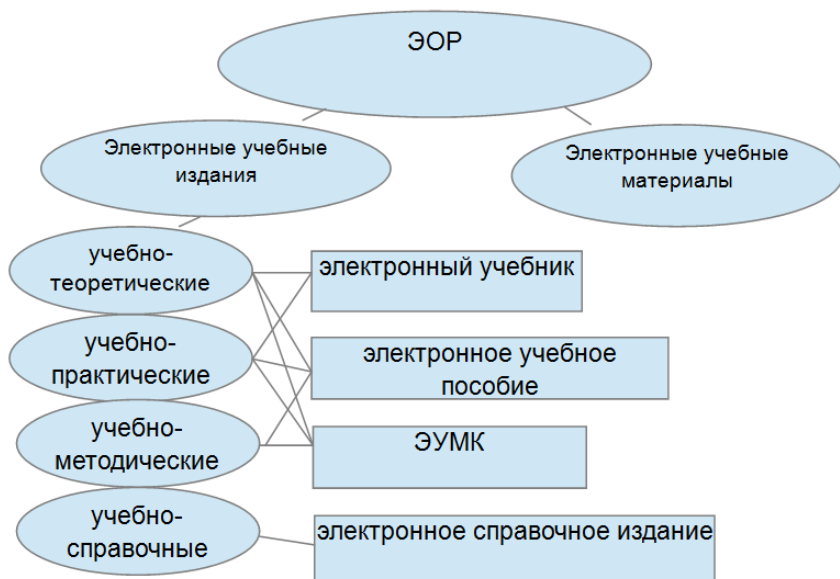 ЭОР
Электронные учебные
издания
Электронные учебные
материалы
учебно-
теоретические
электронный учебник
учебно-
практические
электронное учебное
пособие
учебно-
методические
ЭУМК
учебно-
справочные
электронное справочное издание